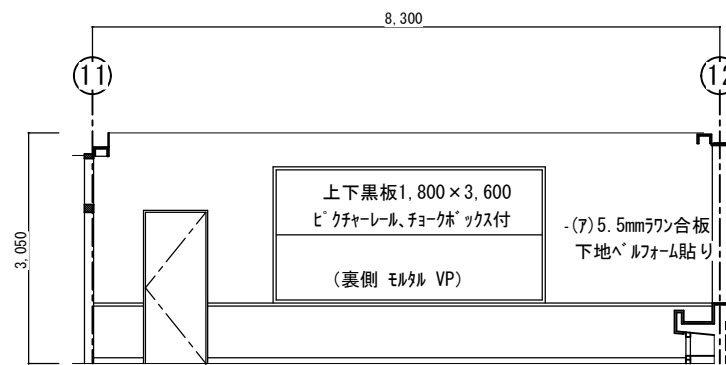 8,300
11
12
3,050
上下黒板1,800×3,600
ﾋﾟｸﾁｬｰﾚｰﾙ、ﾁｮｰｸﾎﾞｯｸｽ付
(裏側 ﾓﾙﾀﾙ VP)
-(ｱ)5.5mmﾗﾜﾝ合板
下地ﾍﾞﾙﾌｫｰﾑ貼り